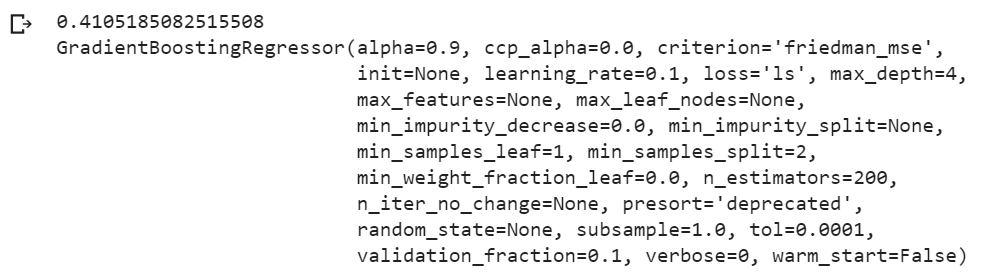 0.4105185082515508
GradientBoostingRegressor(alpha=0.9, ccp_alpha=0.0, criterion='friedman_mse',
init=None, learning_rate=0.1, loss='ls', max_depth=4,
max_features=None, max_leaf_nodes=None,
min_impurity_decrease=0.0, min_impurity_split=None,
min_samples_leaf=1, min_samples_split=2,
min_weight_fraction_leaf=0.0, n_estimators=200,
n_iter_no_change=None, presort='deprecated',
random_state=None, subsample=1.0, tol=0.0001,
validation_fraction=0.1, verbose=0, warm_start=False)